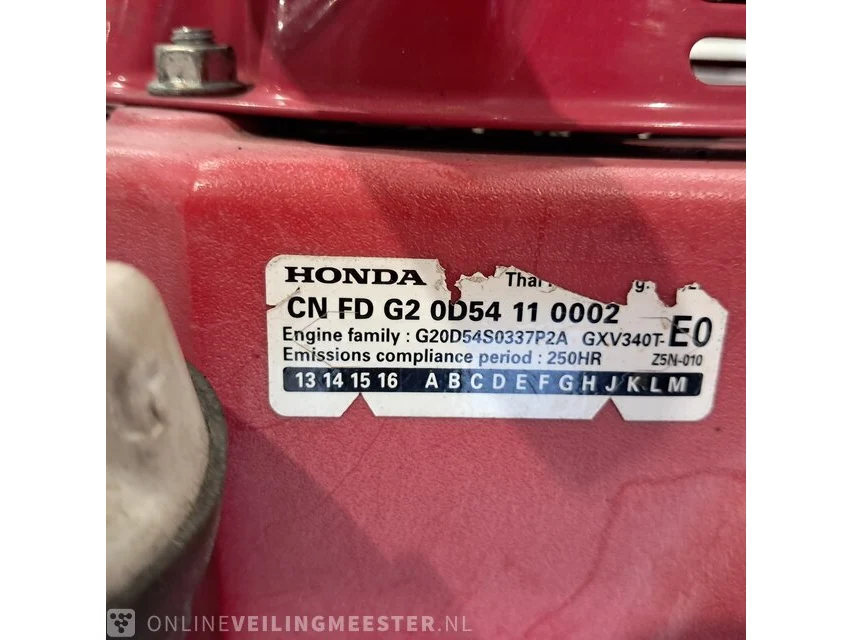 HONDA
CN FD G2 0D54 11 0002
Engine family : G20D54S0337P2A GXV340T-E0
Emissions compliance period : 250HR Z5N-010
13 14 15 16 A B C D E F G H J K L M
ONLINEVEILINGMEESTER.NL